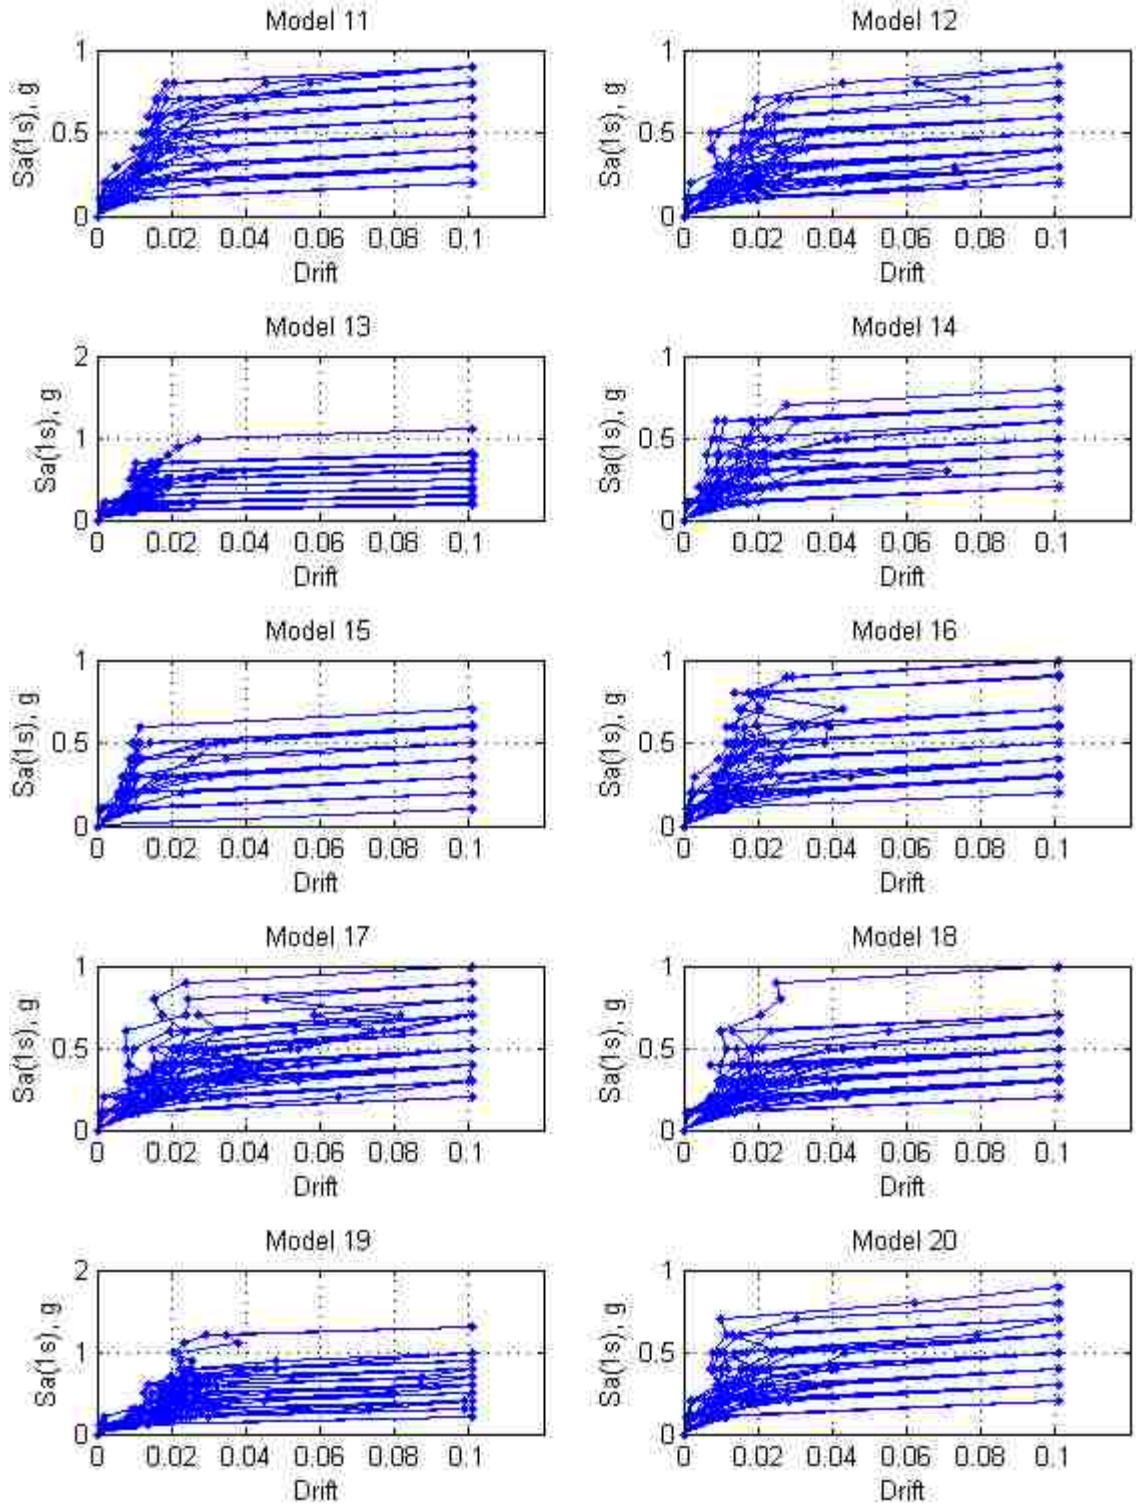 Model 11 Model 12
1 1
Sa(1s), g Sa(1s), g
0.5 0.5
0 0
0 0.02 0.04 0.06 0.08 0.1 0 0.02 0.04 0.06 0.08 0.1
Drift Drift
Model 13 Model 14
2 1
Sa(1s), g Sa(1s), g
1 0.5
0 0
0 0.02 0.04 0.06 0.08 0.1 0 0.02 0.04 0.06 0.08 0.1
Drift Drift
Model 15 Model 16
1 1
Sa(1s), g Sa(1s), g
0.5 0.5
0 0
0 0.02 0.04 0.06 0.08 0.1 0 0.02 0.04 0.06 0.08 0.1
Drift Drift
Model 17 Model 18
1 1
Sa(1s), g Sa(1s), g
0.5 0.5
0 0
0 0.02 0.04 0.06 0.08 0.1 0 0.02 0.04 0.06 0.08 0.1
Drift Drift
Model 19 Model 20
2 1
Sa(1s), g Sa(1s), g
1 0.5
0 0
0 0.02 0.04 0.06 0.08 0.1 0 0.02 0.04 0.06 0.08 0.1
Drift Drift